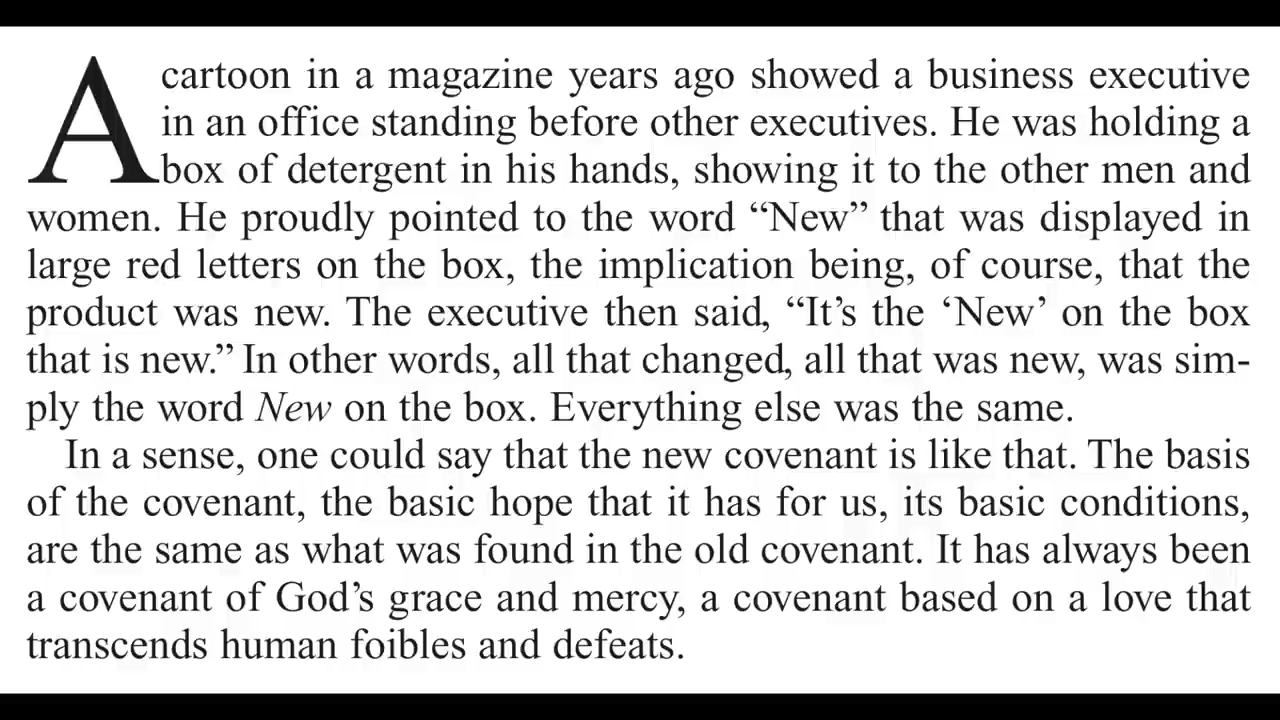 A cartoon in a magazine years ago showed a business executive
in an office standing before other executives. He was holding a
box of detergent in his hands, showing it to the other men and
women. He proudly pointed to the word “New” that was displayed in
large red letters on the box, the implication being, of course, that the
product was new. The executive then said, “It’s the ‘New’ on the box
that is new.” In other words, all that changed, all that was new, was sim-
ply the word New on the box. Everything else was the same.
In a sense, one could say that the new covenant is like that. The basis
of the covenant, the basic hope that it has for us, its basic conditions,
are the same as what was found in the old covenant. It has always been
a covenant of God’s grace and mercy, a covenant based on a love that
transcends human foibles and defeats.